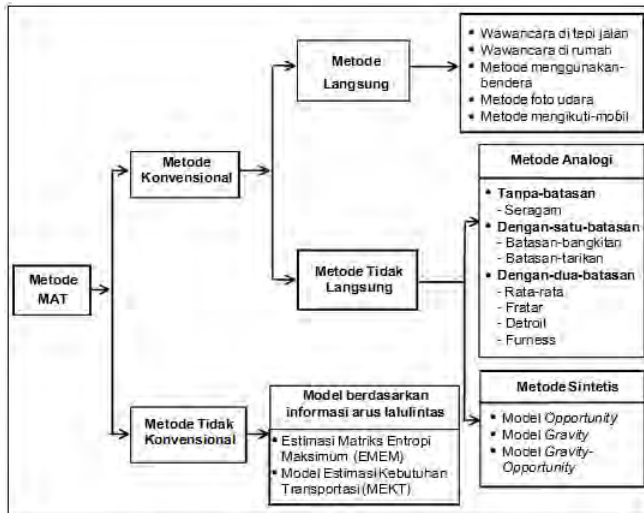 Metode
MAT
Metode
Konvensional
Metode Tidak
Konvensional
Metode
Langsung
Metode Tidak
Langsung
Model berdasarkan
informasi arus lalulintas
• Estimasi Matriks Entropi
Maksimum (EMEM)
• Model Estimasi Kebutuhan
Transportasi (MEKT)
• Wawancara di tepi jalan
• Wawancara di rumah
• Metode menggunakan-
bendera
• Metode foto udara
• Metode mengikuti-mobil
Metode Analogi
• Tanpa-batasan
- Seragam
• Dengan-satu-batasan
- Batasan-bangkitan
- Batasan-tarikan
• Dengan-dua-batasan
- Rata-rata
- Fratar
- Detroit
- Furness
Metode Sintetis
• Model Opportunity
• Model Gravity
• Model Gravity-
Opportunity